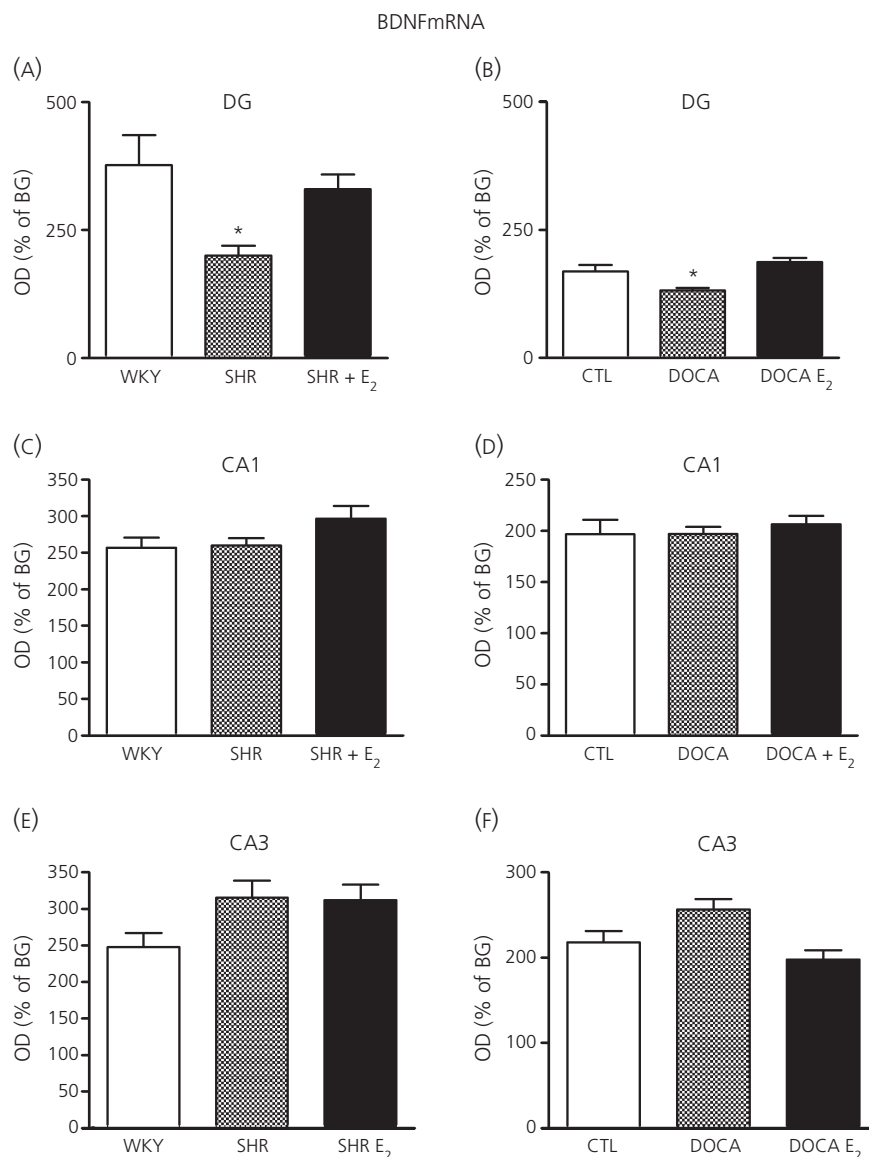 BDNFmRNA
(A)
DG
OD (% of BG)
500
250
0
*
WKY
SHR
SHR + E₂
(B)
DG
OD (% of BG)
500
250
0
*
CTL
DOCA
DOCA E₂
(C)
CA1
OD (% of BG)
350
300
250
200
150
100
50
0
WKY
SHR
SHR + E₂
(D)
CA1
OD (% of BG)
250
200
150
100
50
0
CTL
DOCA
DOCA + E₂
(E)
CA3
OD (% of BG)
350
300
250
200
150
100
50
0
WKY
SHR
SHR E₂
(F)
CA3
OD (% of BG)
300
200
100
0
CTL
DOCA
DOCA E₂